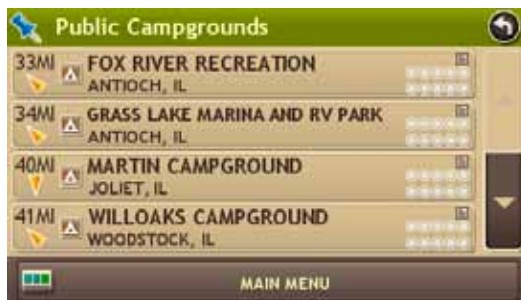 Public Campgrounds
33MI FOX RIVER RECREATION
ANTIOCH, IL
34MI GRASS LAKE MARINA AND RV PARK
ANTIOCH, IL
40MI MARTIN CAMPGROUND
JOLIET, IL
41MI WILLOAKS CAMPGROUND
WOODSTOCK, IL
MAIN MENU